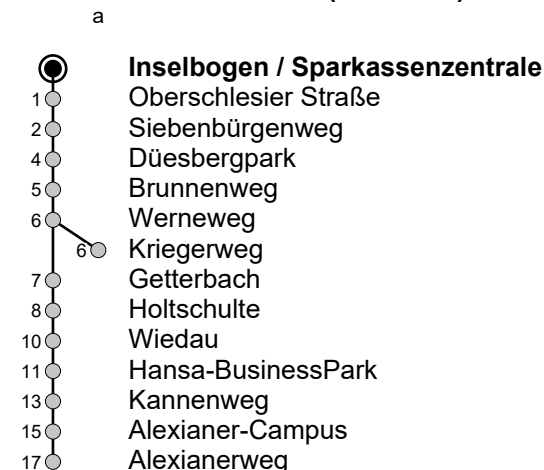 a
Inselbogen / Sparkassenzentrale
1 Oberschlesier Straße
2 Siebenbürgenweg
4 Düesbergpark
5 Brunnenweg
6 Werneweg
6 Kriegerweg
7 Getterbach
8 Holtschulte
10 Wiedau
11 Hansa-BusinessPark
13 Kannenweg
15 Alexianer-Campus
17 Alexianerweg